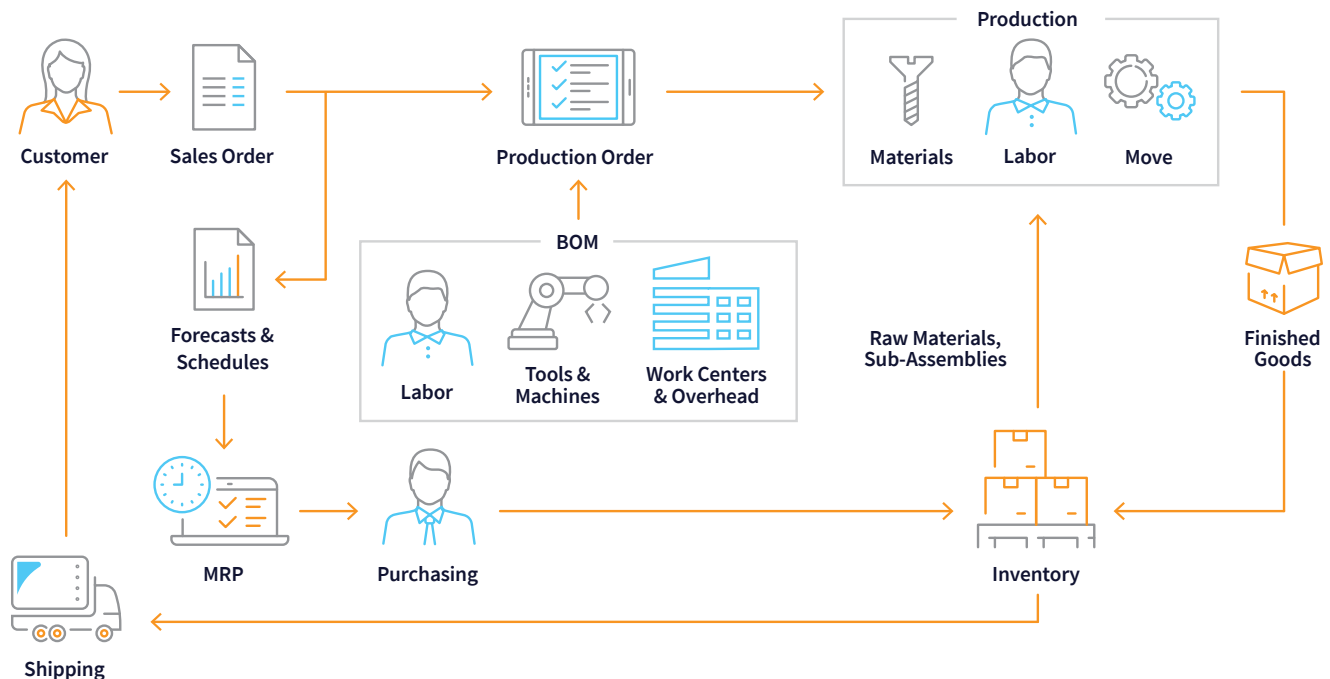 Production
Customer
Sales Order
Production Order
Materials
Labor
Move
BOM
Forecasts &
Schedules
Labor
Tools &
Machines
Work Centers
& Overhead
Raw Materials,
Sub-Assemblies
Finished
Goods
MRP
Purchasing
Inventory
Shipping